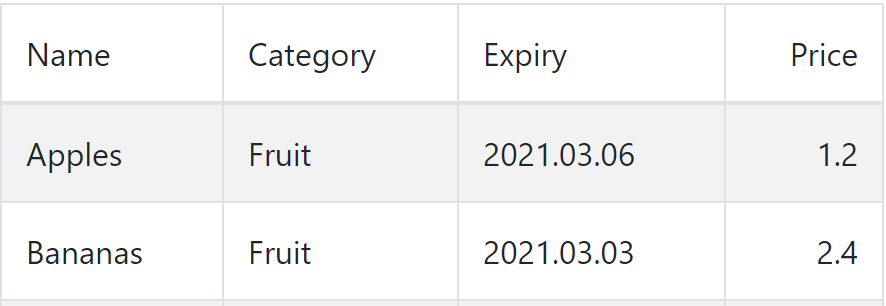 Name Category Expiry Price
Apples Fruit 2021.03.06 1.2
Bananas Fruit 2021.03.03 2.4